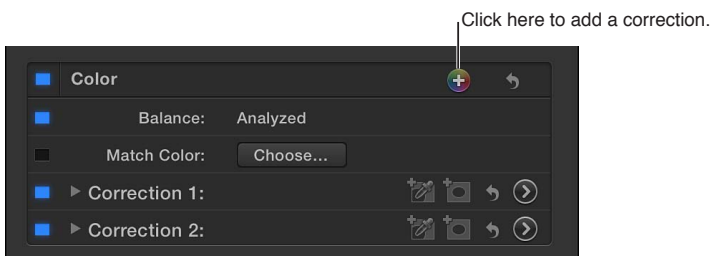 Click here to add a correction.
Color
Balance: Analyzed
Match Color: Choose...
Correction 1:
Correction 2: